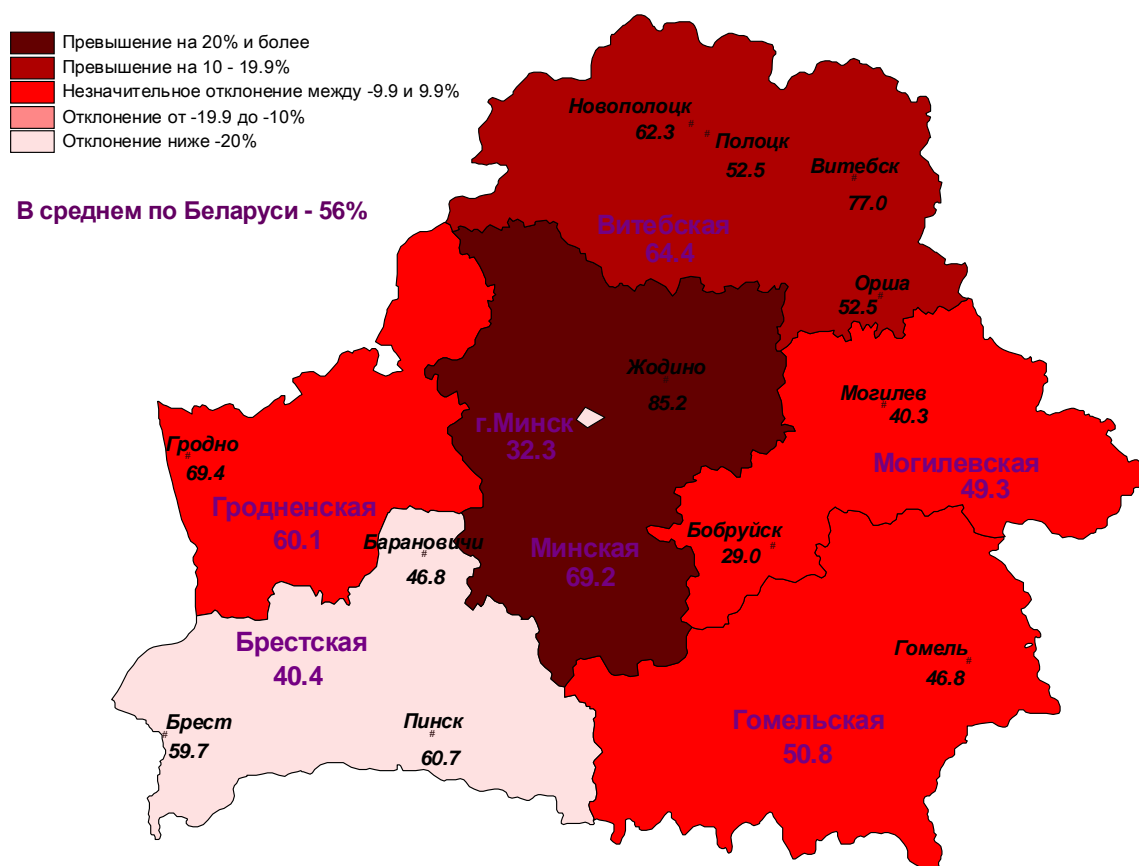 Превышение на 20% и более
Превышение на 10 - 19.9%
Незначительное отклонение между -9.9 и 9.9%
Отклонение от -19.9 до -10%
Отклонение ниже -20%
В среднем по Беларуси - 56%
Новополоцк
#
62.3
#
Полоцк
52.5
Витебск
#
77.0
Витебская
64.4
Орша
#
52.5
Жодино
#
85.2
г.Минск
32.3
Могилев
#
40.3
Могилевская
49.3
Гродно
#
69.4
Гродненская
60.1
Барановичи
#
46.8
Минская
69.2
Бобруйск
#
29.0
Брестская
40.4
Гомель
#
46.8
Брест
#
59.7
Пинск
#
60.7
Гомельская
50.8